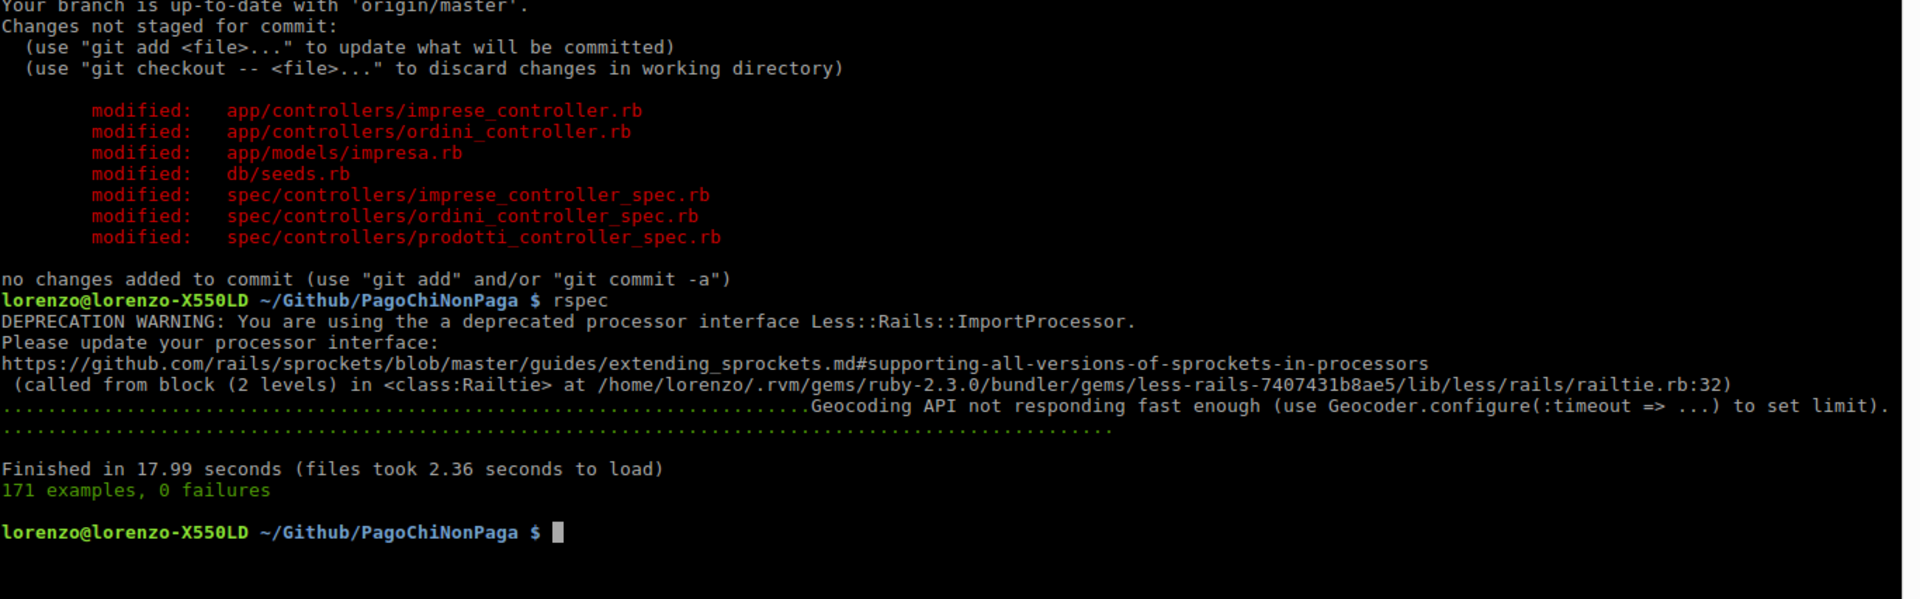 Your branch is up-to-date with 'origin/master'.
Changes not staged for commit:
  (use "git add <file>..." to update what will be committed)
  (use "git checkout -- <file>..." to discard changes in working directory)

        modified:   app/controllers/imprese_controller.rb
        modified:   app/controllers/ordini_controller.rb
        modified:   app/models/impresa.rb
        modified:   db/seeds.rb
        modified:   spec/controllers/imprese_controller_spec.rb
        modified:   spec/controllers/ordini_controller_spec.rb
        modified:   spec/controllers/prodotti_controller_spec.rb

no changes added to commit (use "git add" and/or "git commit -a")
lorenzo@lorenzo-X550LD ~/Github/PagoChiNonPaga $ rspec
DEPRECATION WARNING: You are using the a deprecated processor interface Less::Rails::ImportProcessor.
Please update your processor interface:
https://github.com/rails/sprockets/blob/master/guides/extending_sprockets.md#supporting-all-versions-of-sprockets-in-processors
 (called from block (2 levels) in <class:Railtie> at /home/lorenzo/.rvm/gems/ruby-2.3.0/bundler/gems/less-rails-7407431b8ae5/lib/less/rails/railtie.rb:32)
........................................................................Geocoding API not responding fast enough (use Geocoder.configure(:timeout => ...) to set limit).
...................................................................................................

Finished in 17.99 seconds (files took 2.36 seconds to load)
171 examples, 0 failures

lorenzo@lorenzo-X550LD ~/Github/PagoChiNonPaga $